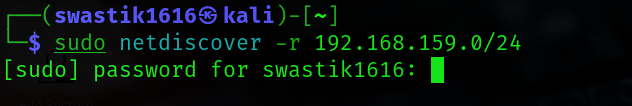 ┌──(swastik1616㉿kali)-[~]
└─$ sudo netdiscover -r 192.168.159.0/24
[sudo] password for swastik1616: